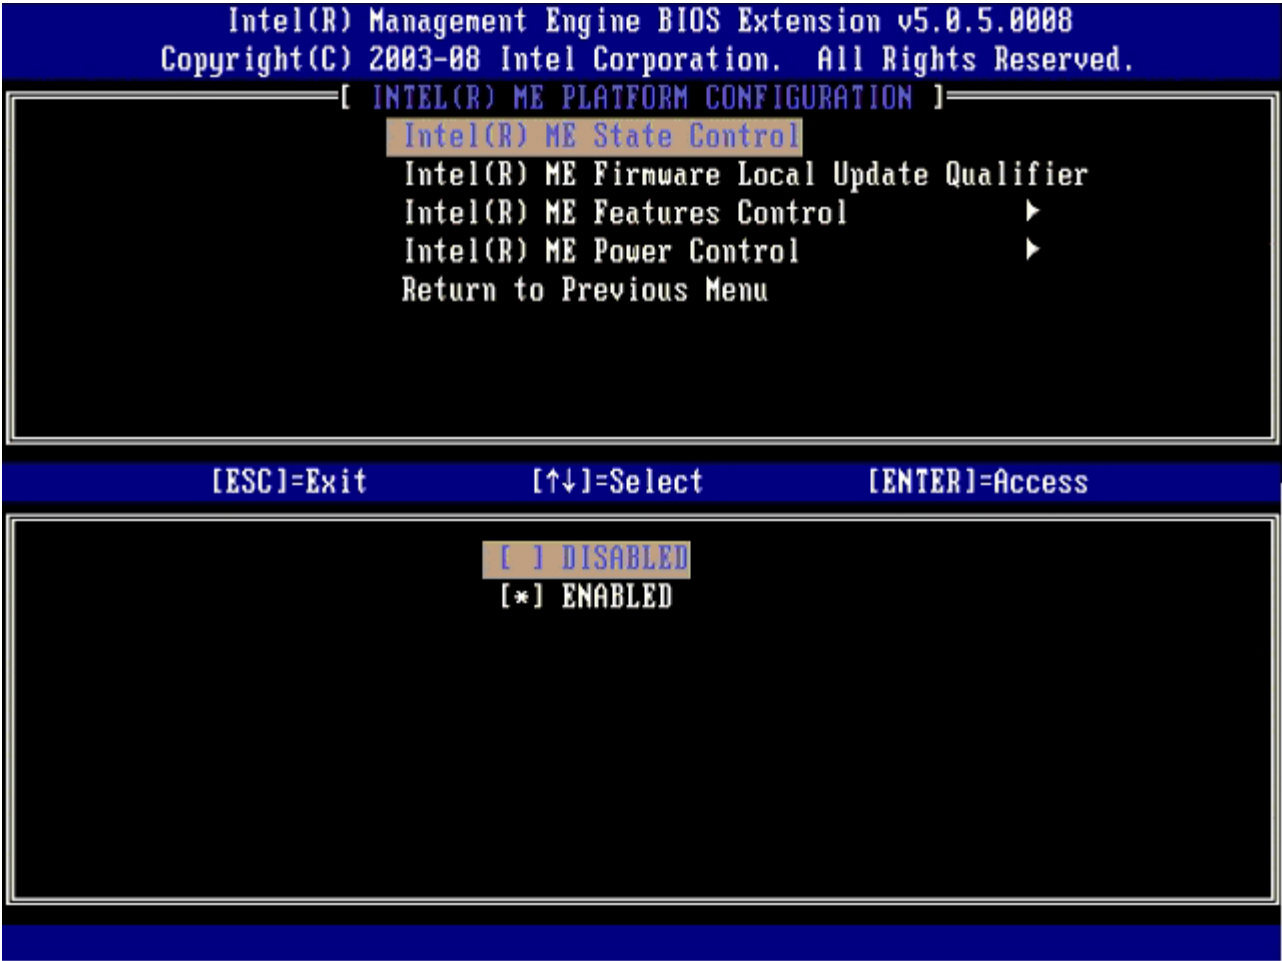 Intel(R) Management Engine BIOS Extension v5.0.5.0008
Copyright(C) 2003-08 Intel Corporation. All Rights Reserved.
[ INTEL(R) ME PLATFORM CONFIGURATION ]
Intel(R) ME State Control
Intel(R) ME Firmware Local Update Qualifier
Intel(R) ME Features Control ►
Intel(R) ME Power Control ►
Return to Previous Menu
[ESC]=Exit [↑↓]=Select [ENTER]=Access
[ ] DISABLED
[*] ENABLED